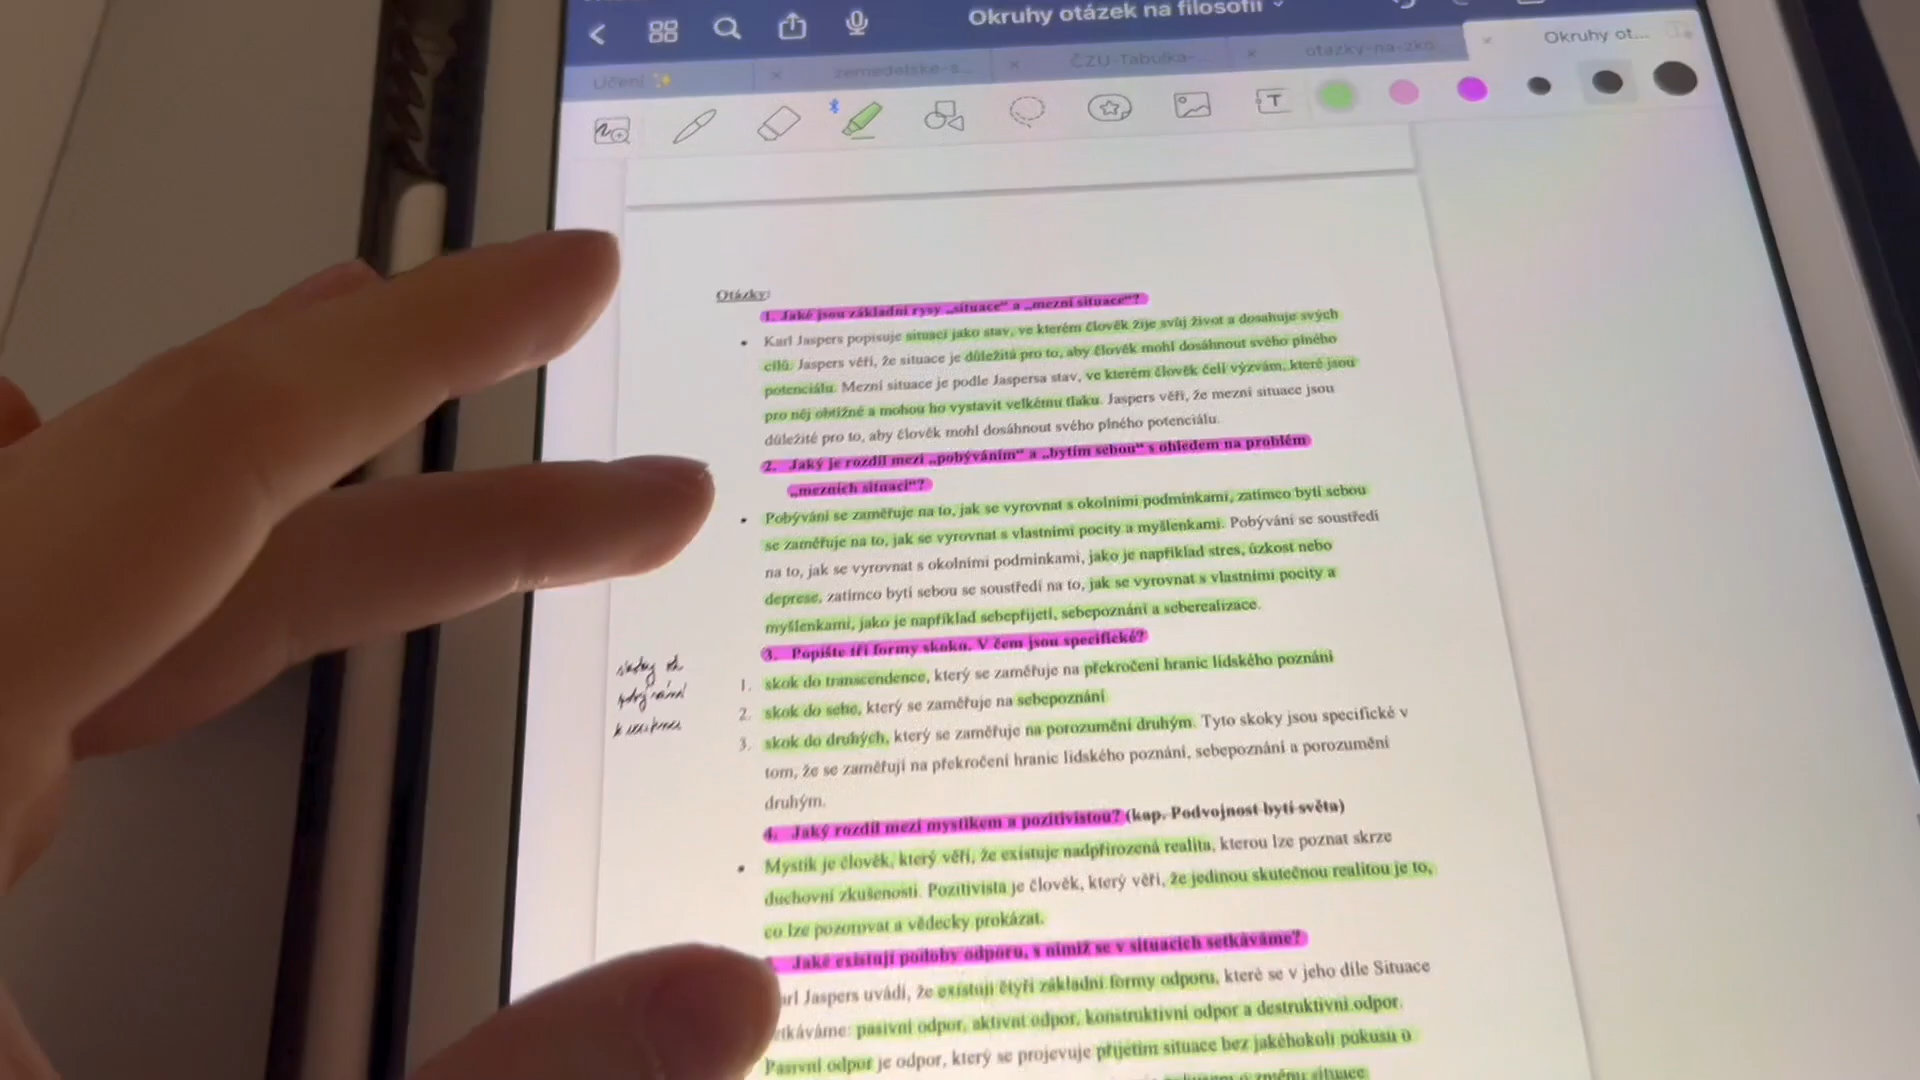 Okruhy otázek na filosofii
Učení ✨
zemedelske-s...
ČZU-Tabulka-...
otazky-na-zko...
Okruhy ot...
T
Otázky:
1. Jaké jsou základní rysy „situace“ a „mezní situace“?
• Karl Jaspers popisuje situaci jako stav, ve kterém člověk žije svůj život a dosahuje svých
cílů. Jaspers věří, že situace je důležitá pro to, aby člověk mohl dosáhnout svého plného
potenciálu. Mezní situace je podle Jaspersa stav, ve kterém člověk čelí výzvám, které jsou
pro něj obtížné a mohou ho vystavit velkému tlaku. Jaspers věří, že mezní situace jsou
důležité pro to, aby člověk mohl dosáhnout svého plného potenciálu.
2. Jaký je rozdíl mezi „pobýváním“ a „bytím sebou“ s ohledem na problém
„mezních situací“?
• Pobývání se zaměřuje na to, jak se vyrovnat s okolními podmínkami, zatímco bytí sebou
se zaměřuje na to, jak se vyrovnat s vlastními pocity a myšlenkami. Pobývání se soustředí
na to, jak se vyrovnat s okolními podmínkami, jako je například stres, úzkost nebo
deprese, zatímco bytí sebou se soustředí na to, jak se vyrovnat s vlastními pocity a
myšlenkami, jako je například sebepřijetí, sebepoznání a seberealizace.
3. Popište tři formy skoku. V čem jsou specifické?
1. skok do transcendence, který se zaměřuje na překročení hranic lidského poznání
2. skok do sebe, který se zaměřuje na sebepoznání
3. skok do druhých, který se zaměřuje na porozumění druhým. Tyto skoky jsou specifické v
tom, že se zaměřují na překročení hranic lidského poznání, sebepoznání a porozumění
druhým.
4. Jaký rozdíl mezi mystikem a pozitivistou? (kap. Podvojnost bytí světa)
• Mystik je člověk, který věří, že existuje nadpřirozená realita, kterou lze poznat skrze
duchovní zkušenosti. Pozitivista je člověk, který věří, že jedinou skutečnou realitou je to,
co lze pozorovat a vědecky prokázat.
Jaké existují podoby odporu, s nimiž se v situacích setkáváme?
Jaspers uvádí, že existují čtyři základní formy odporu, které se v jeho díle Situace
pasivní odpor, aktivní odpor, konstruktivní odpor a destruktivní odpor.
Pasivní odpor je odpor, který se projevuje přijetím situace bez jakéhokoli pokusu o
změnu situace